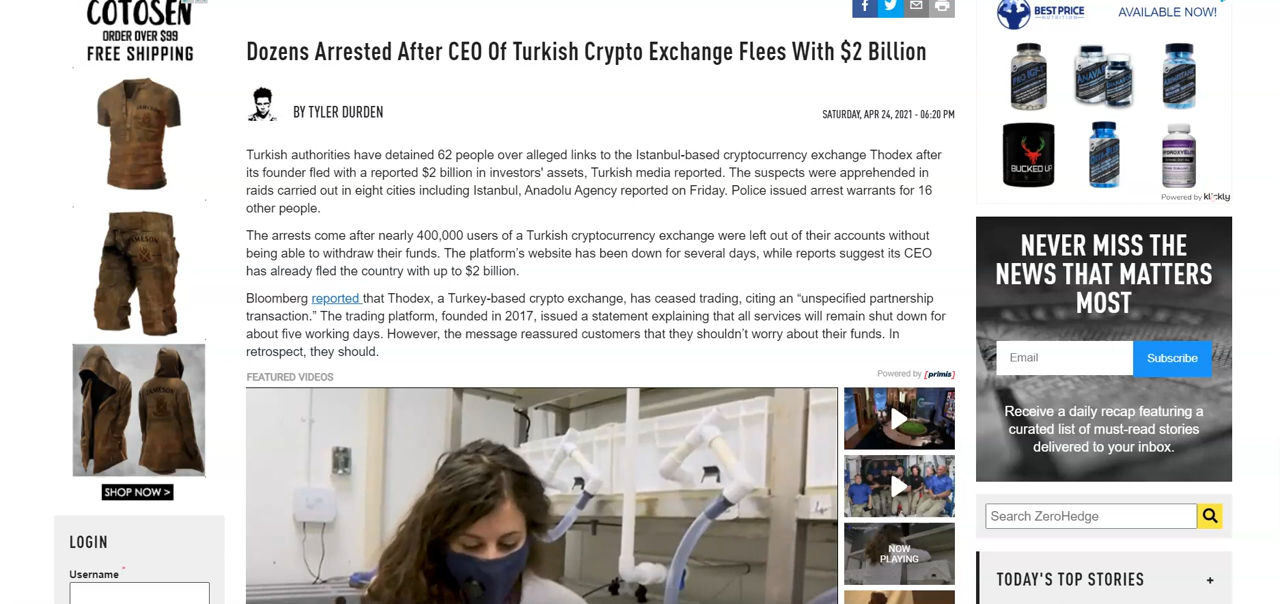 COTOSEN
ORDER OVER $99
FREE SHIPPING
SHOP NOW >
LOGIN
Username *
Dozens Arrested After CEO Of Turkish Crypto Exchange Flees With $2 Billion
BY TYLER DURDEN
SATURDAY, APR 24, 2021 - 06:20 PM
Turkish authorities have detained 62 people over alleged links to the Istanbul-based cryptocurrency exchange Thodex after
its founder fled with a reported $2 billion in investors' assets, Turkish media reported. The suspects were apprehended in
raids carried out in eight cities including Istanbul, Anadolu Agency reported on Friday. Police issued arrest warrants for 16
other people.
The arrests come after nearly 400,000 users of a Turkish cryptocurrency exchange were left out of their accounts without
being able to withdraw their funds. The platform's website has been down for several days, while reports suggest its CEO
has already fled the country with up to $2 billion.
Bloomberg reported that Thodex, a Turkey-based crypto exchange, has ceased trading, citing an “unspecified partnership
transaction.” The trading platform, founded in 2017, issued a statement explaining that all services will remain shut down for
about five working days. However, the message reassured customers that they shouldn't worry about their funds. In
retrospect, they should.
FEATURED VIDEOS
Powered by [primis]
NOW
PLAYING
BEST PRICE
NUTRITION
AVAILABLE NOW!
BUCKED UP
Powered by klickly
NEVER MISS THE
NEWS THAT MATTERS
MOST
Email
Subscribe
Receive a daily recap featuring a
curated list of must-read stories
delivered to your inbox.
Search ZeroHedge
TODAY'S TOP STORIES +